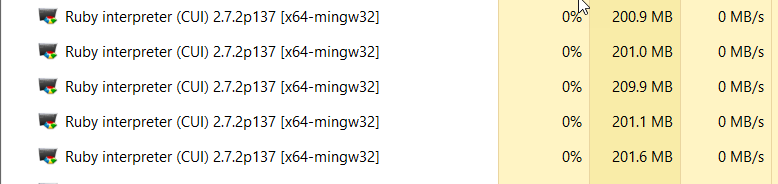 Ruby interpreter (CUI) 2.7.2p137 [x64-mingw32] 0% 200.9 MB 0 MB/s
Ruby interpreter (CUI) 2.7.2p137 [x64-mingw32] 0% 201.0 MB 0 MB/s
Ruby interpreter (CUI) 2.7.2p137 [x64-mingw32] 0% 209.9 MB 0 MB/s
Ruby interpreter (CUI) 2.7.2p137 [x64-mingw32] 0% 201.1 MB 0 MB/s
Ruby interpreter (CUI) 2.7.2p137 [x64-mingw32] 0% 201.6 MB 0 MB/s